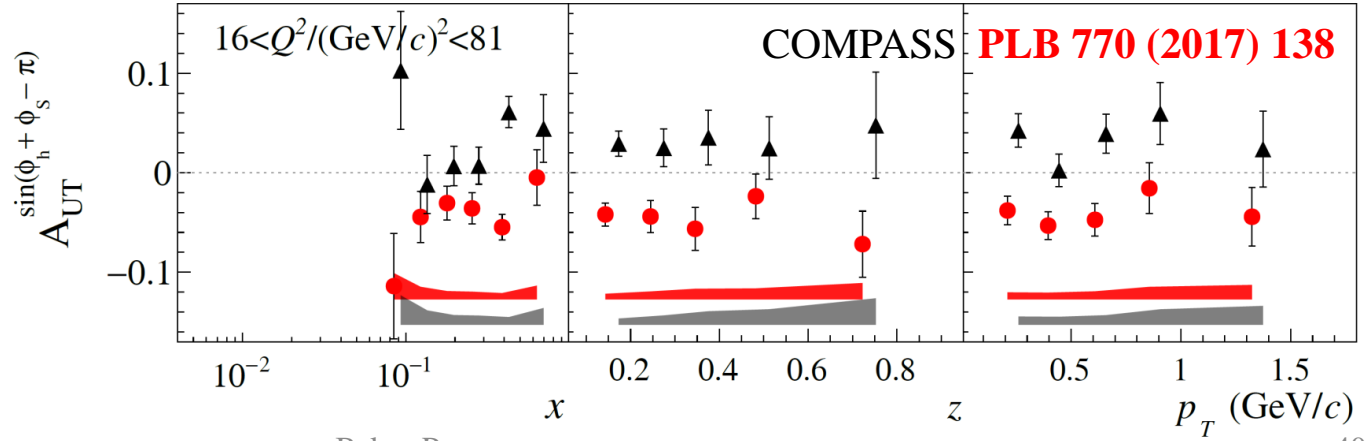 16<Q²/(GeV/c)²<81
COMPASS PLB 770 (2017) 138
A_UT^sin(ϕ_h + ϕ_S − π)
0.1
0
−0.1
10⁻² 10⁻¹ 0.2 0.4 0.6 0.8 0.5 1 1.5
x z p_T (GeV/c)